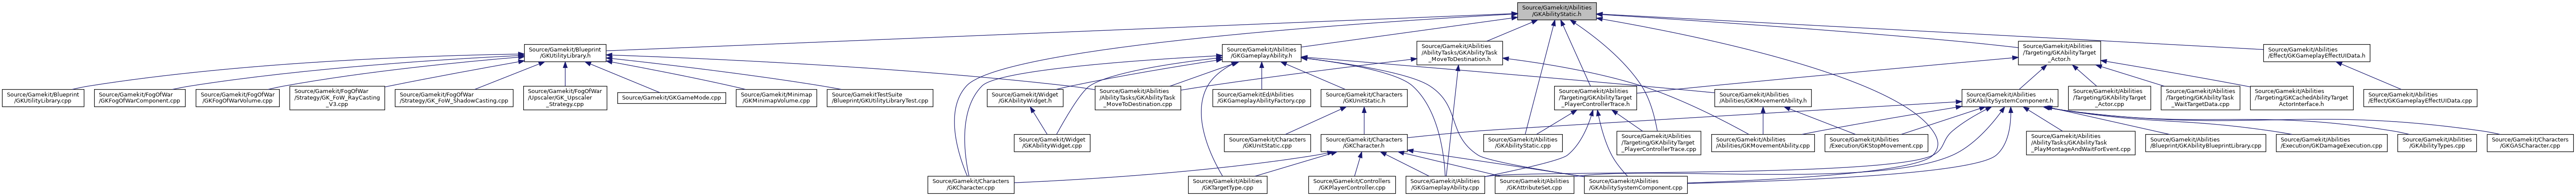 Source/Gamekit/Abilities
/GKAbilityStatic.h
Source/Gamekit/Blueprint
/GKUtilityLibrary.h
Source/Gamekit/Abilities
/GKGameplayAbility.h
Source/Gamekit/Abilities
/AbilityTasks/GKAbilityTask
_MoveToDestination.h
Source/Gamekit/Abilities
/Targeting/GKAbilityTarget
_Actor.h
Source/Gamekit/Abilities
/Effect/GKGameplayEffectUIData.h
Source/Gamekit/Blueprint
/GKUtilityLibrary.cpp
Source/Gamekit/FogOfWar
/GKFogOfWarComponent.cpp
Source/Gamekit/FogOfWar
/GKFogOfWarVolume.cpp
Source/Gamekit/FogOfWar
/Strategy/GK_FoW_RayCasting
_V3.cpp
Source/Gamekit/FogOfWar
/Strategy/GK_FoW_ShadowCasting.cpp
Source/Gamekit/FogOfWar
/Upscaler/GK_Upscaler
_Strategy.cpp
Source/Gamekit/GKGameMode.cpp
Source/Gamekit/Minimap
/GKMinimapVolume.cpp
Source/GamekitTestSuite
/Blueprint/GKUtilityLibraryTest.cpp
Source/Gamekit/Widget
/GKAbilityWidget.h
Source/Gamekit/Abilities
/AbilityTasks/GKAbilityTask
_MoveToDestination.cpp
Source/GamekitEd/Abilities
/GKGameplayAbilityFactory.cpp
Source/Gamekit/Characters
/GKUnitStatic.h
Source/Gamekit/Abilities
/Targeting/GKAbilityTarget
_PlayerControllerTrace.h
Source/Gamekit/Abilities
/Abilities/GKMovementAbility.h
Source/Gamekit/Abilities
/GKAbilitySystemComponent.h
Source/Gamekit/Abilities
/Targeting/GKAbilityTarget
_Actor.cpp
Source/Gamekit/Abilities
/Targeting/GKAbilityTask
_WaitTargetData.cpp
Source/Gamekit/Abilities
/Targeting/GKCachedAbilityTarget
ActorInterface.h
Source/Gamekit/Abilities
/Effect/GKGameplayEffectUIData.cpp
Source/Gamekit/Widget
/GKAbilityWidget.cpp
Source/Gamekit/Characters
/GKUnitStatic.cpp
Source/Gamekit/Characters
/GKCharacter.h
Source/Gamekit/Abilities
/GKAbilityStatic.cpp
Source/Gamekit/Abilities
/Targeting/GKAbilityTarget
_PlayerControllerTrace.cpp
Source/Gamekit/Abilities
/Abilities/GKMovementAbility.cpp
Source/Gamekit/Abilities
/Execution/GKStopMovement.cpp
Source/Gamekit/Abilities
/AbilityTasks/GKAbilityTask
_PlayMontageAndWaitForEvent.cpp
Source/Gamekit/Abilities
/Blueprint/GKAbilityBlueprintLibrary.cpp
Source/Gamekit/Abilities
/Execution/GKDamageExecution.cpp
Source/Gamekit/Abilities
/GKAbilityTypes.cpp
Source/Gamekit/Characters
/GKGASCharacter.cpp
Source/Gamekit/Characters
/GKCharacter.cpp
Source/Gamekit/Abilities
/GKTargetType.cpp
Source/Gamekit/Controllers
/GKPlayerController.cpp
Source/Gamekit/Abilities
/GKGameplayAbility.cpp
Source/Gamekit/Abilities
/GKAttributeSet.cpp
Source/Gamekit/Abilities
/GKAbilitySystemComponent.cpp